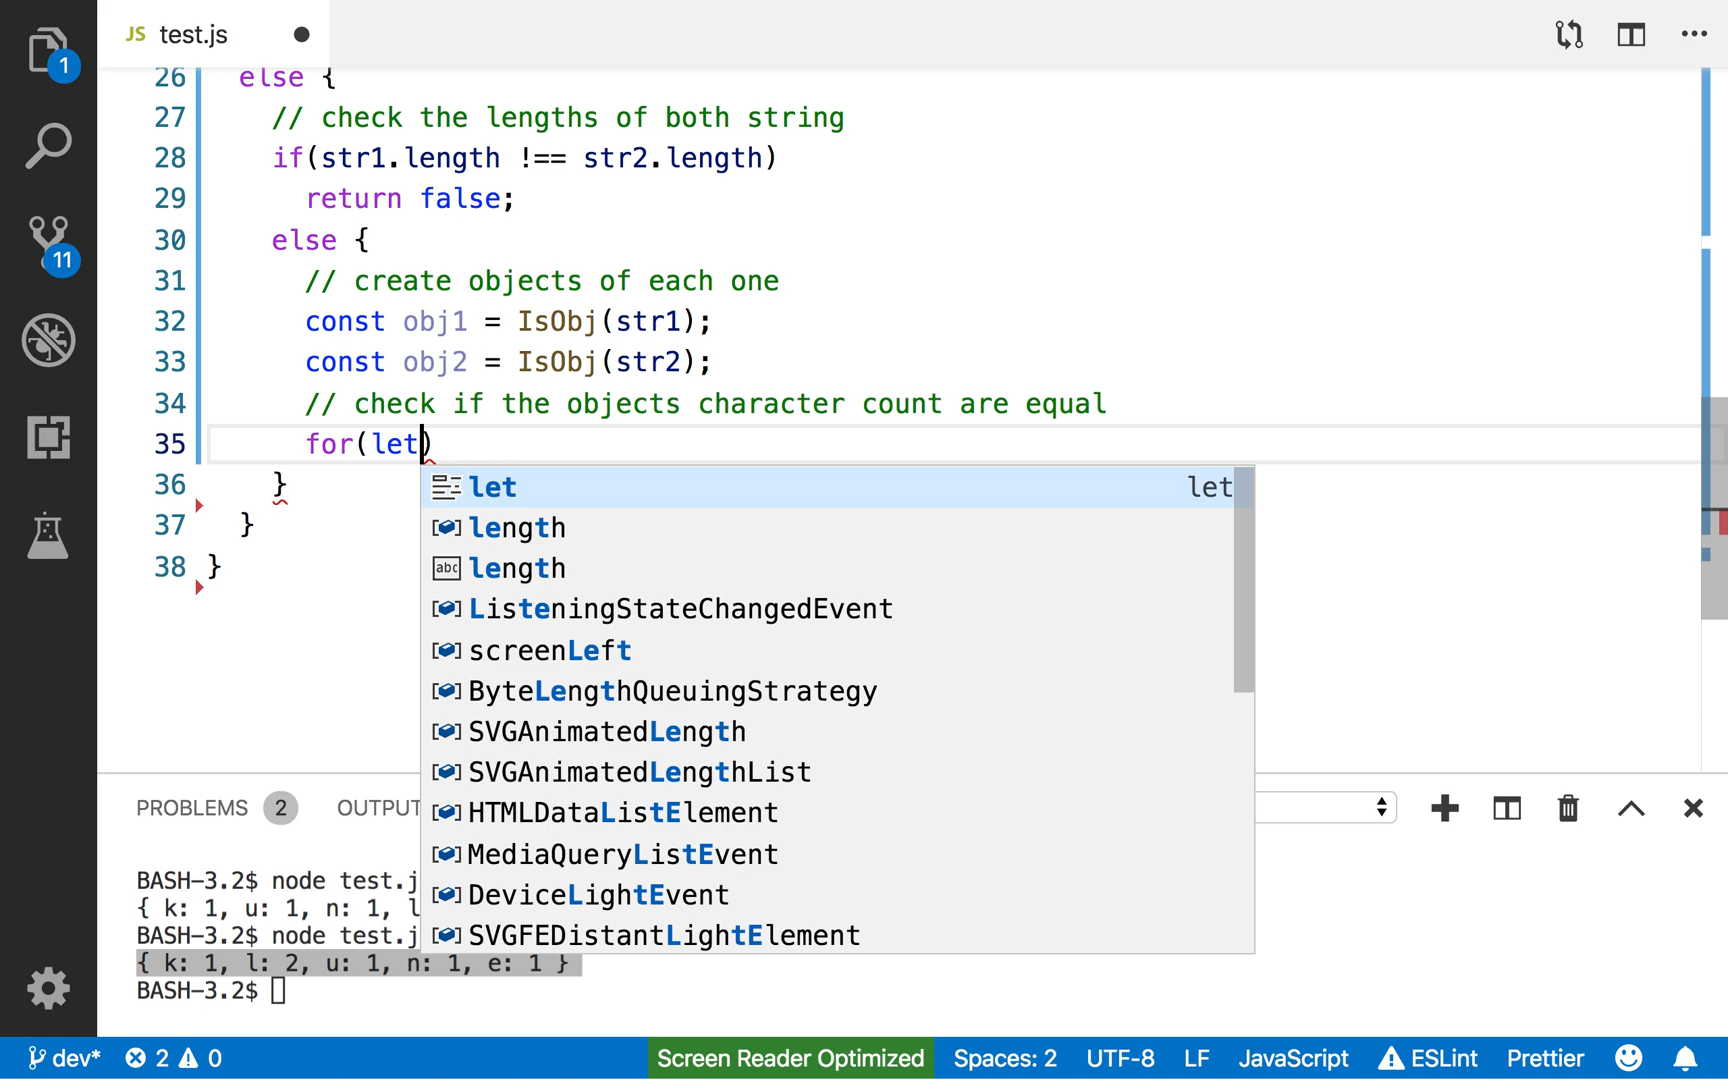 JS test.js
1
11
26 else {
27 // check the lengths of both string
28 if(str1.length !== str2.length)
29 return false;
30 else {
31 // create objects of each one
32 const obj1 = IsObj(str1);
33 const obj2 = IsObj(str2);
34 // check if the objects character count are equal
35 for(let)
36 }
37 }
38 }
let let
length
abc length
ListeningStateChangedEvent
screenLeft
ByteLengthQueuingStrategy
SVGAnimatedLength
SVGAnimatedLengthList
HTMLDataListElement
MediaQueryListEvent
DeviceLightEvent
SVGFEDistantLightElement
PROBLEMS 2 OUTPUT
BASH-3.2$ node test.j
{ k: 1, u: 1, n: 1, l
BASH-3.2$ node test.j
{ k: 1, l: 2, u: 1, n: 1, e: 1 }
BASH-3.2$
dev* 2 0 Screen Reader Optimized Spaces: 2 UTF-8 LF JavaScript ESLint Prettier